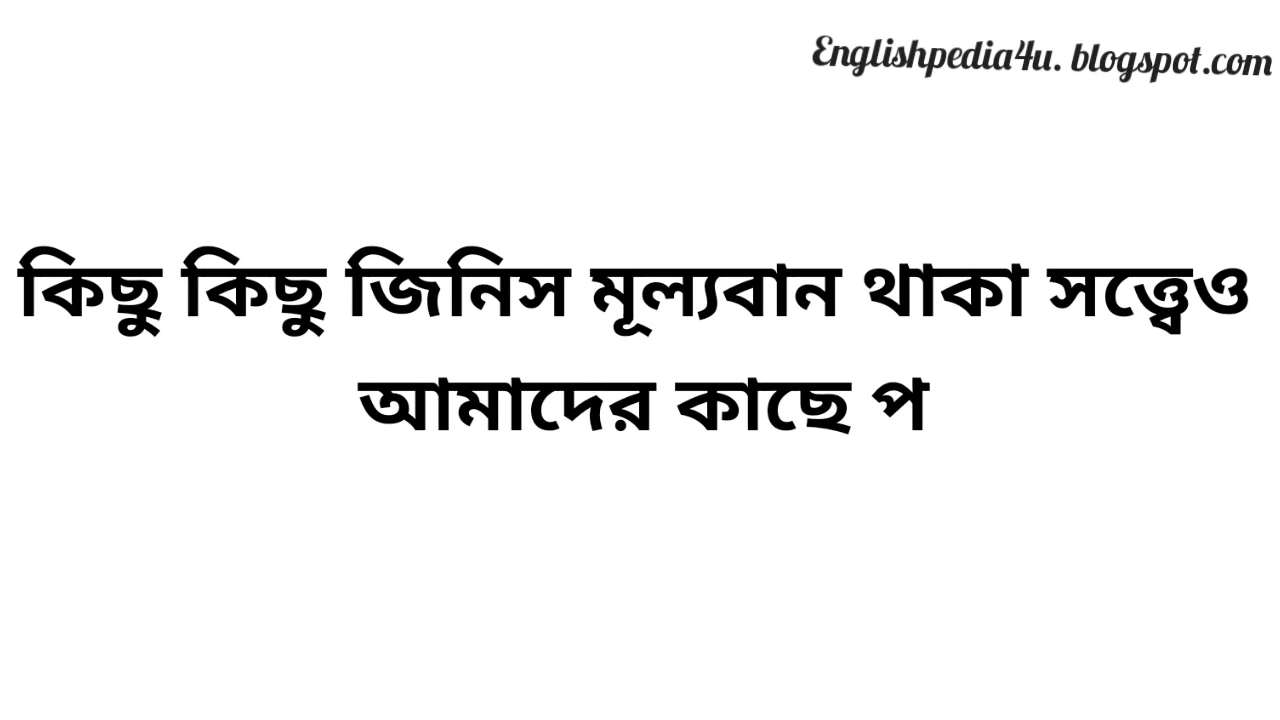 Englishpedia4u. blogspot.com
কিছু কিছু জিনিস মূল্যবান থাকা সত্ত্বেও
আমাদের কাছে প